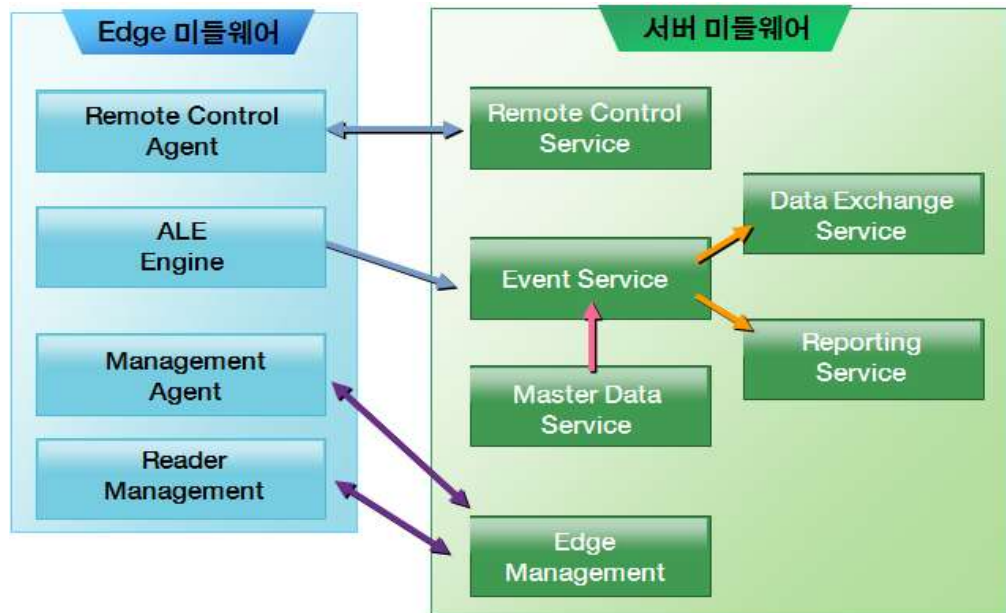 Edge 미들웨어
Remote Control
Agent
ALE
Engine
Management
Agent
Reader
Management
서버 미들웨어
Remote Control
Service
Event Service
Master Data
Service
Edge
Management
Data Exchange
Service
Reporting
Service